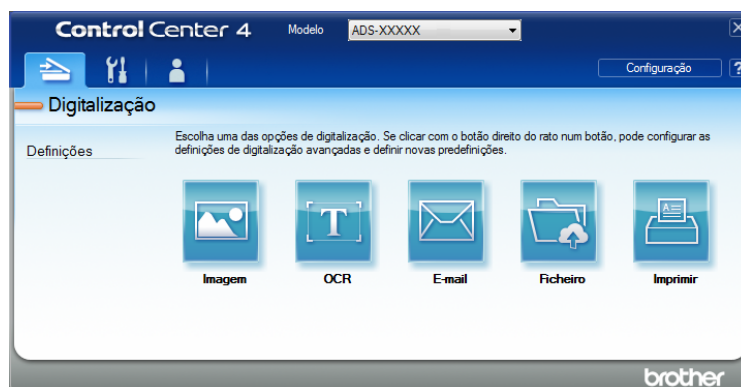 Control Center 4 Modelo ADS-XXXXX
Configuração ?
Digitalização
Definições
Escolha uma das opções de digitalização. Se clicar com o botão direito do rato num botão, pode configurar as
definições de digitalização avançadas e definir novas predefinições.
T
Imagem OCR E-mail Ficheiro Imprimir
brother